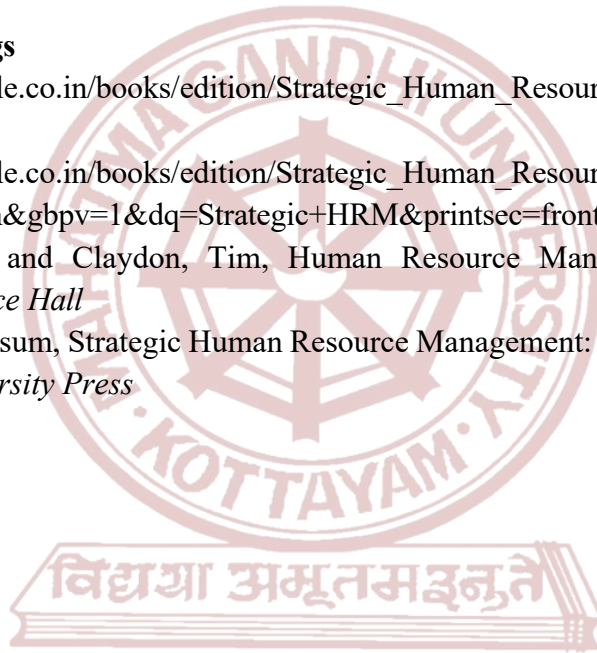 gs
le.co.in/books/edition/Strategic_Human_Resour
le.co.in/books/edition/Strategic_Human_Resour
n&gbpv=1&dq=Strategic+HRM&printsec=front
and Claydon, Tim, Human Resource Man
ce Hall
sum, Strategic Human Resource Management:
ersity Press
MAHATMA GANDHI UNIVERSITY
KOTTAYAM
विद्यया अमृतमश्नुते